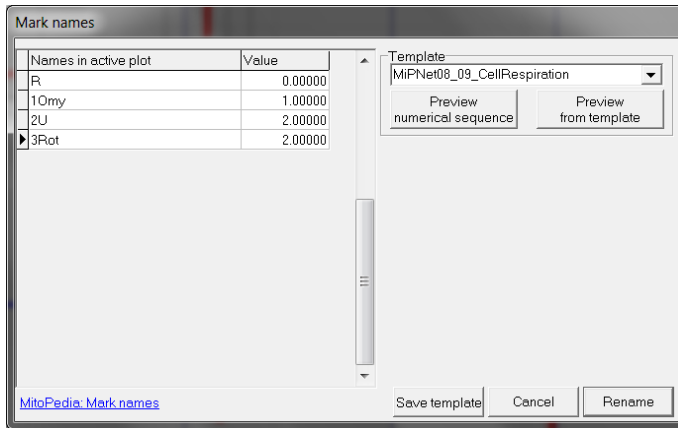 Mark names
Names in active plot Value
R 0.00000
1Omy 1.00000
2U 2.00000
3Rot 2.00000
Template
MiPNet08_09_CellRespiration
Preview numerical sequence
Preview from template
MitoPedia: Mark names
Save template Cancel Rename